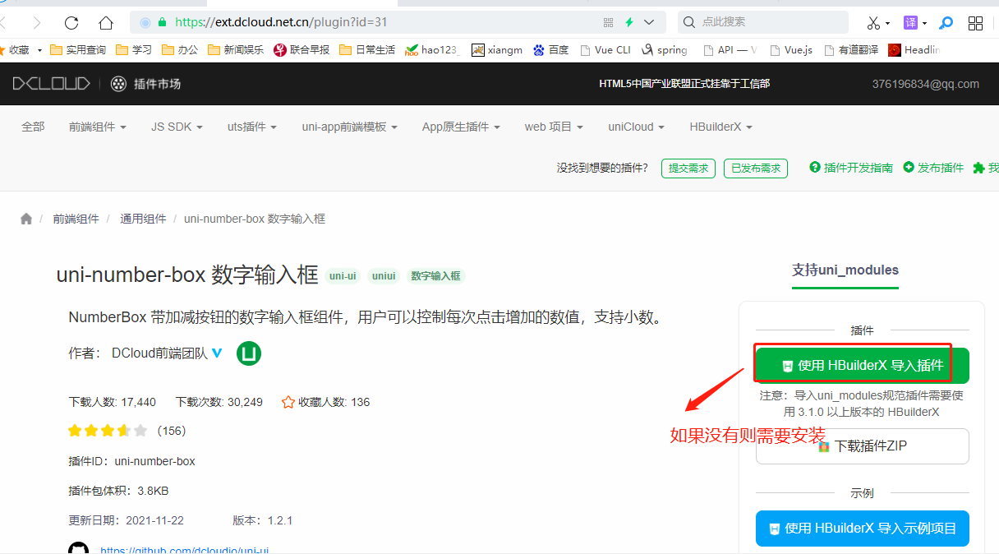 https://ext.dcloud.net.cn/plugin?id=31
点此搜索
译
收藏 实用查询 学习 办公 新闻娱乐 联合早报 日常生活 hao123_ xiangm 百度 Vue CLI spring API — Vue.js 有道翻译 Headlin
DCLOUD 插件市场 HTML5中国产业联盟正式挂靠于工信部 376196834@qq.com
全部 前端组件 JS SDK uts插件 uni-app前端模板 App原生插件 web 项目 uniCloud HBuilderX
没找到想要的插件? 提交需求 已发布需求 插件开发指南 发布插件 我
/ 前端组件 / 通用组件 / uni-number-box 数字输入框
uni-number-box 数字输入框 uni-ui uniui 数字输入框
支持uni_modules
NumberBox 带加减按钮的数字输入框组件，用户可以控制每次点击增加的数值，支持小数。
作者： DCloud前端团队
下载人数: 17,440 下载次数: 30,249 收藏人数: 136
（156）
插件ID：uni-number-box
插件包体积：3.8KB
更新日期：2021-11-22 版本：1.2.1
https://github.com/dcloudio/uni-ui
插件
使用 HBuilderX 导入插件
注意：导入uni_modules规范插件需要使
用 3.1.0 以上版本的 HBuilderX
如果没有则需要安装
下载插件ZIP
示例
使用 HBuilderX 导入示例项目